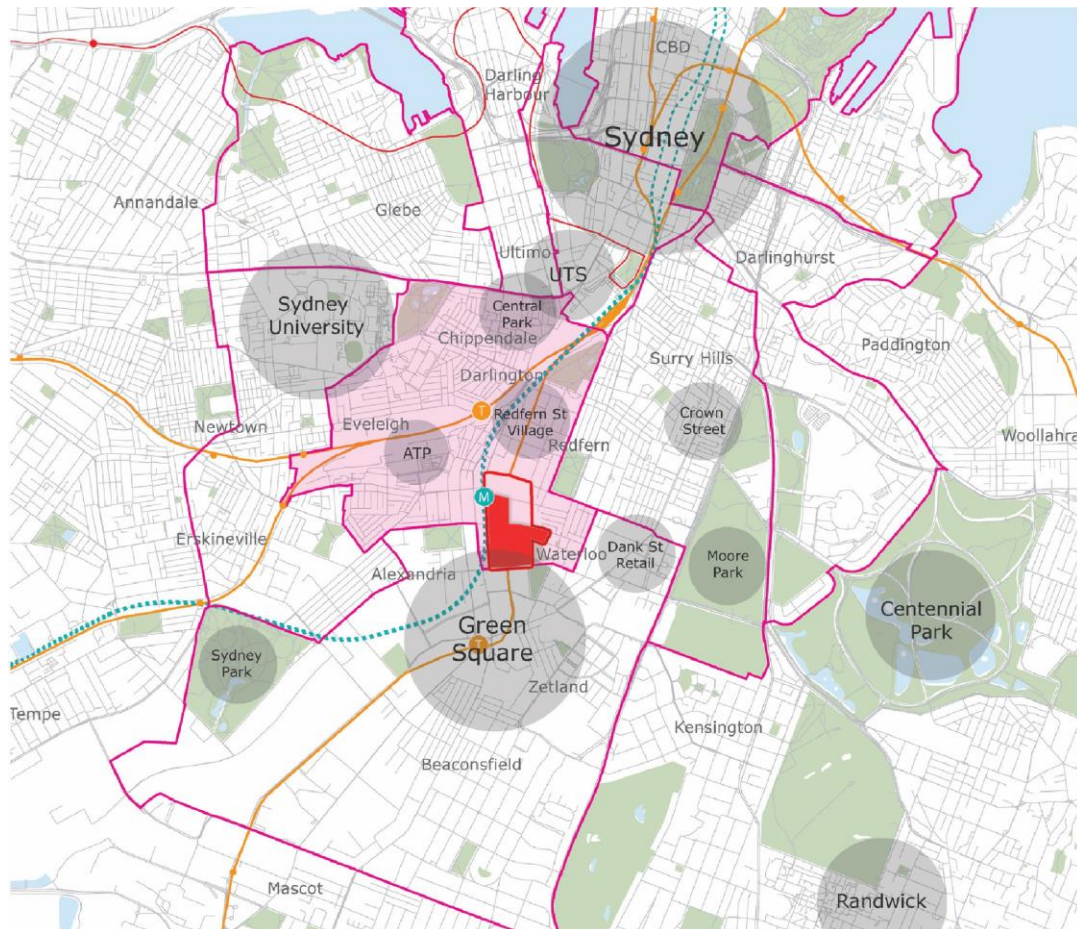 CBD
Darling
Harbour
Sydney
Annandale
Glebe
Ultimo
Darlinghurst
UTS
Sydney
University
Central
Park
Chippendale
Surry Hills
Paddington
Darlington
Eveleigh
T
Redfern St
Village
Crown
Street
Newtown
Redfern
Woollahra
ATP
M
Erskineville
Waterloo
Dank St
Retail
Moore
Park
Alexandria
Centennial
Park
Green
Square
T
Sydney
Park
Zetland
Tempe
Kensington
Beaconsfield
Mascot
Randwick